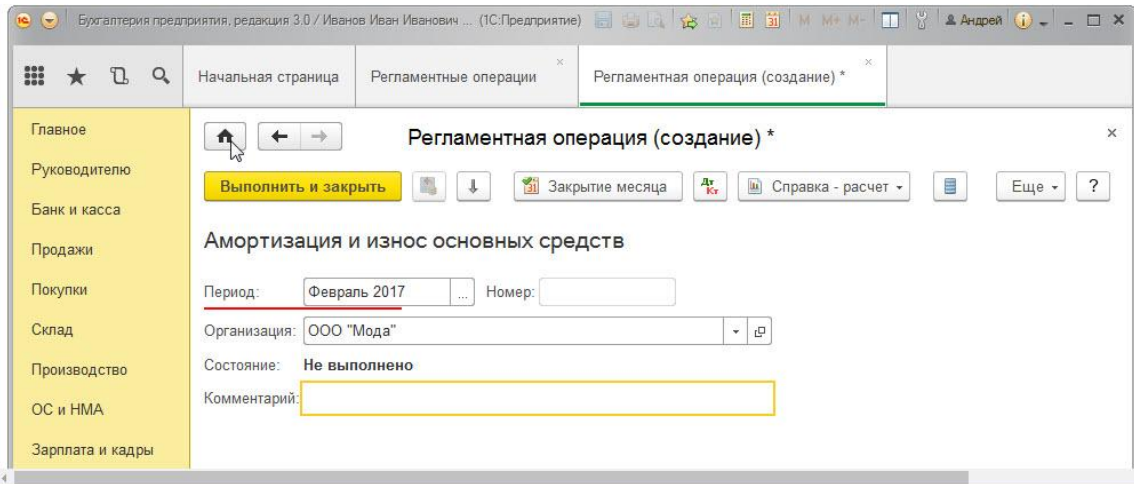 1С Бухгалтерия предприятия, редакция 3.0 / Иванов Иван Иванович ... (1С:Предприятие) 31 M M+ M- Андрей i
Начальная страница Регламентные операции Регламентная операция (создание) *
Главное
Регламентная операция (создание) *
Руководителю
Выполнить и закрыть 31 Закрытие месяца Дт Кт Справка - расчет Еще ?
Банк и касса
Продажи
Амортизация и износ основных средств
Покупки
Период: Февраль 2017 ... Номер:
Склад
Организация: ООО "Мода"
Производство
Состояние: Не выполнено
ОС и НМА
Комментарий:
Зарплата и кадры